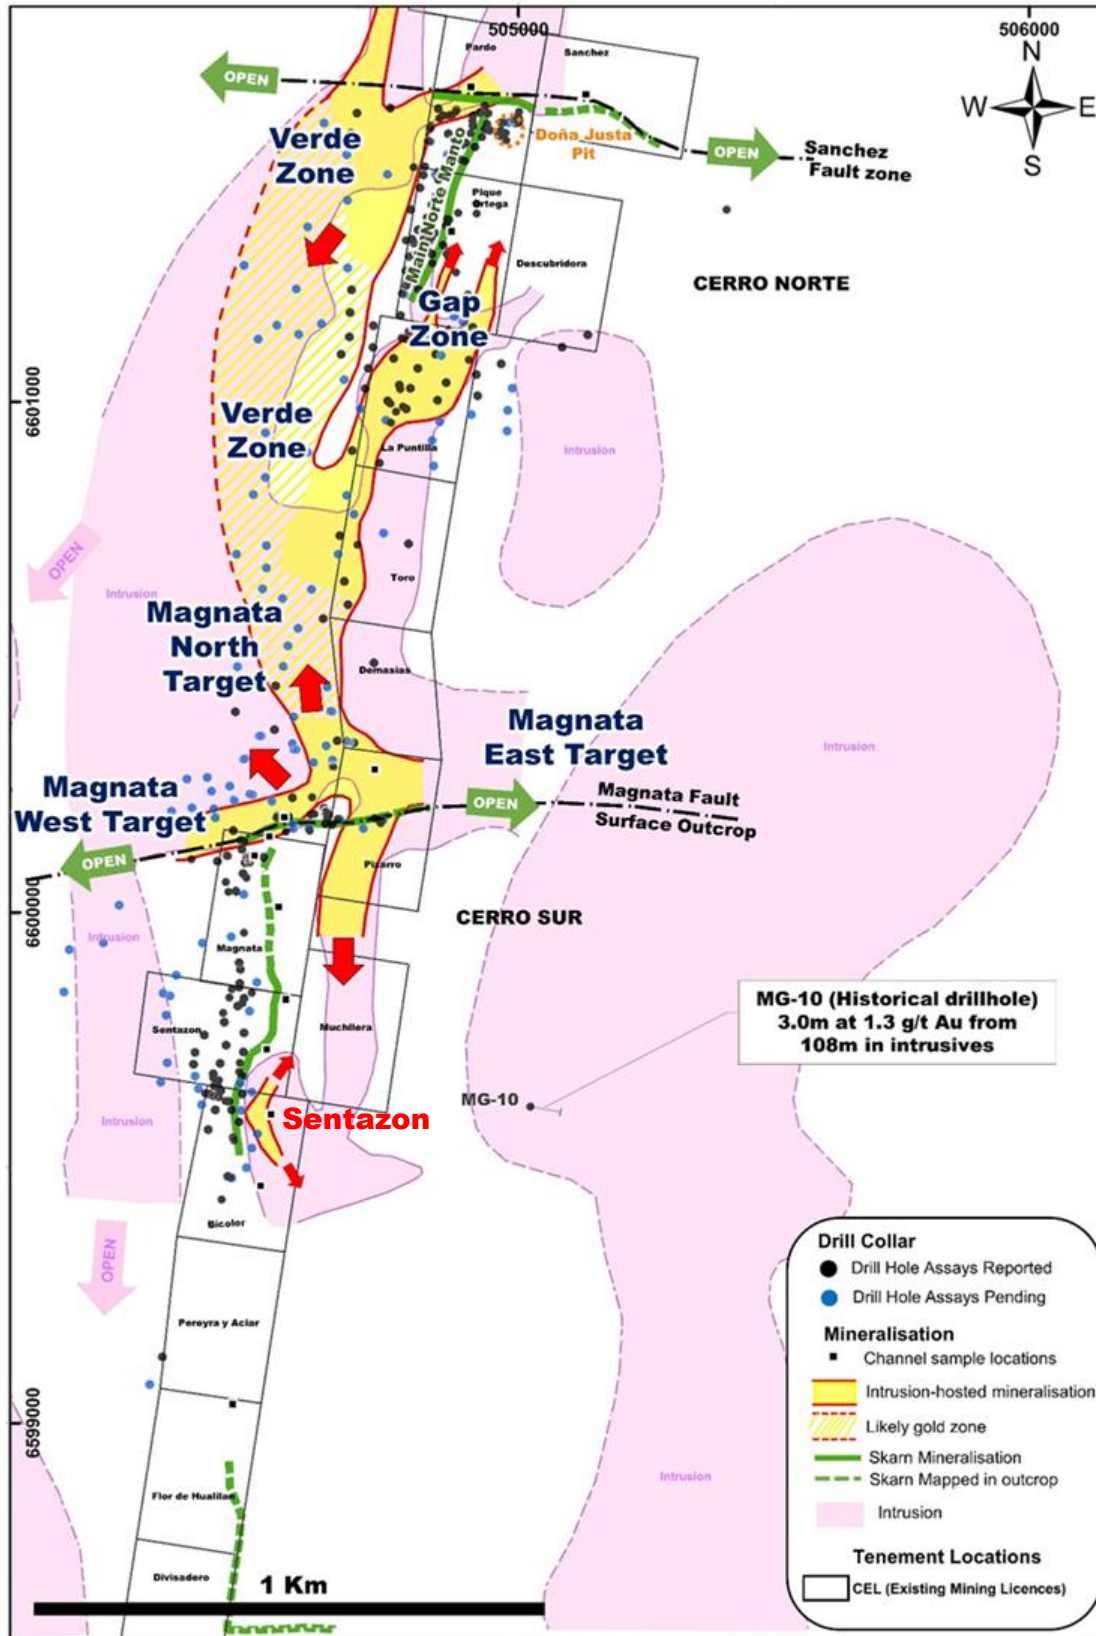 505000
506000
N
W
E
S
Pardo
Sanchez
OPEN
Verde
Zone
Doña Justa
Pit
OPEN
Sanchez
Fault zone
Main Norte Manto
Pique
Ortega
Descubridora
CERRO NORTE
Gap
Zone
6601000
Verde
Zone
La Puntilla
Intrusion
OPEN
Intrusion
Toro
Magnata
North
Target
Demasias
Magnata
East Target
Intrusion
Magnata
West Target
OPEN
Magnata Fault
Surface Outcrop
OPEN
Pizarro
6600000
CERRO SUR
Intrusion
Magnata
Sentazon
Muchilera
MG-10 (Historical drillhole)
3.0m at 1.3 g/t Au from
108m in intrusives
MG-10
Intrusion
Sentazon
Bicolor
OPEN
Pereyra y Aciar
6599000
Flor de Hualilan
Intrusion
Divisadero
1 Km
Drill Collar
Drill Hole Assays Reported
Drill Hole Assays Pending
Mineralisation
Channel sample locations
Intrusion-hosted mineralisation
Likely gold zone
Skarn Mineralisation
Skarn Mapped in outcrop
Intrusion
Tenement Locations
CEL (Existing Mining Licences)